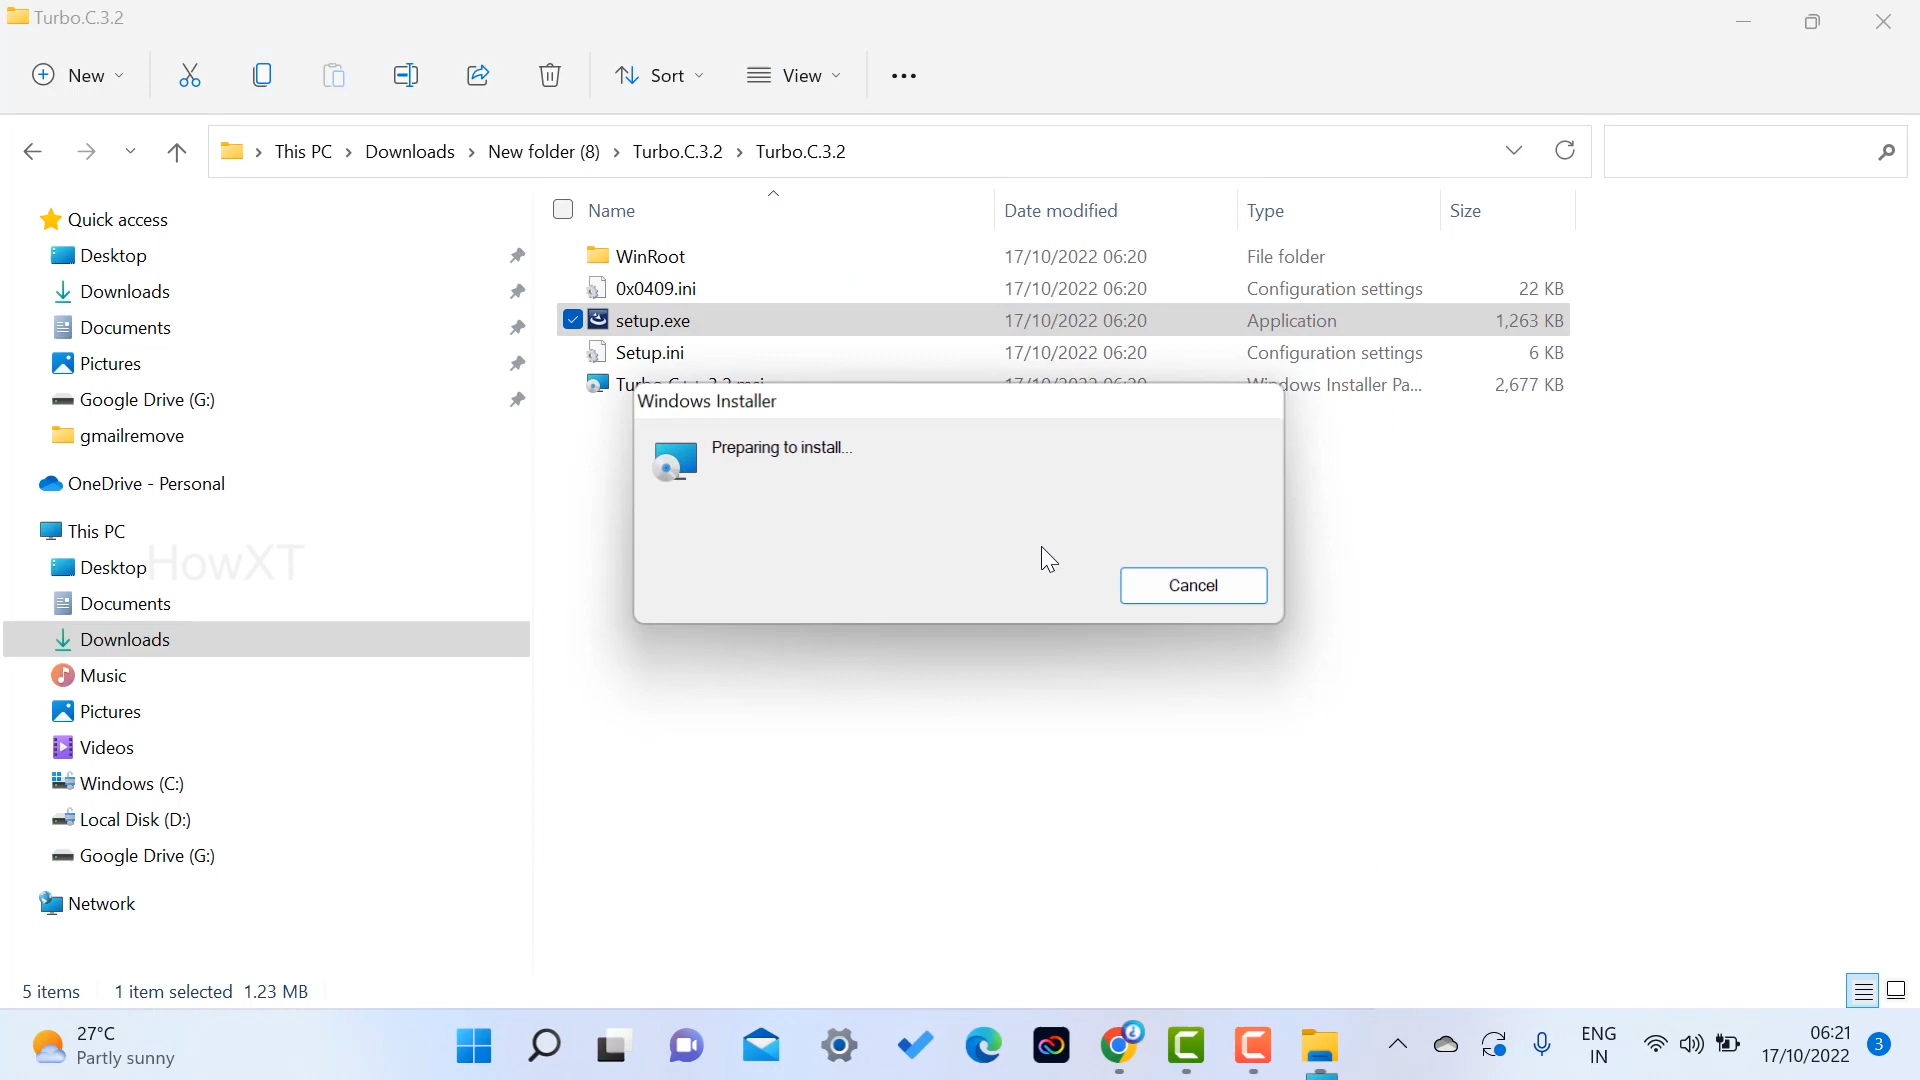 Turbo.C.3.2
New Sort View
This PC Downloads New folder (8) Turbo.C.3.2 Turbo.C.3.2
Name Date modified Type Size
WinRoot 17/10/2022 06:20 File folder
0x0409.ini 17/10/2022 06:20 Configuration settings 22 KB
setup.exe 17/10/2022 06:20 Application 1,263 KB
Setup.ini 17/10/2022 06:20 Configuration settings 6 KB
Turbo C++ 3.2.msi 17/10/2022 06:20 Windows Installer Pa... 2,677 KB
Windows Installer
Preparing to install...
Cancel
Quick access
Desktop
Downloads
Documents
Pictures
Google Drive (G:)
gmailremove
OneDrive - Personal
This PC
Desktop
HowXT
Documents
Downloads
Music
Pictures
Videos
Windows (C:)
Local Disk (D:)
Google Drive (G:)
Network
5 items 1 item selected 1.23 MB
27°C
Partly sunny
ENG
IN
06:21
17/10/2022
3